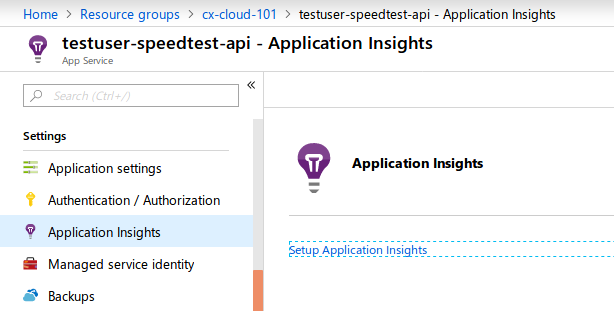 Home > Resource groups > cx-cloud-101 > testuser-speedtest-api - Application Insights
testuser-speedtest-api - Application Insights
App Service
Search (Ctrl+/)
«
Settings
Application settings
Authentication / Authorization
Application Insights
Managed service identity
Backups
Application Insights
Setup Application Insights